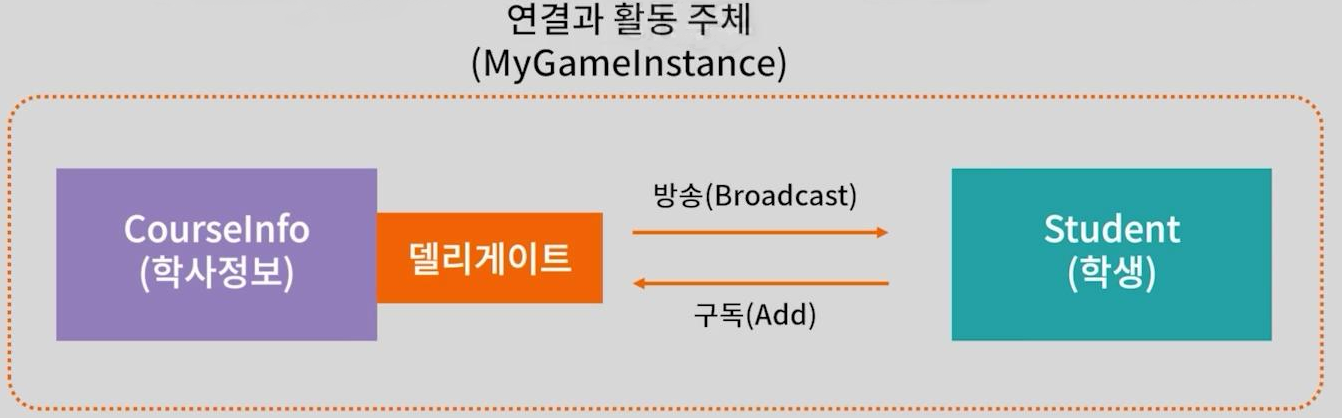 연결과 활동 주체
(MyGameInstance)
CourseInfo
(학사정보)
델리게이트
방송(Broadcast)
구독(Add)
Student
(학생)